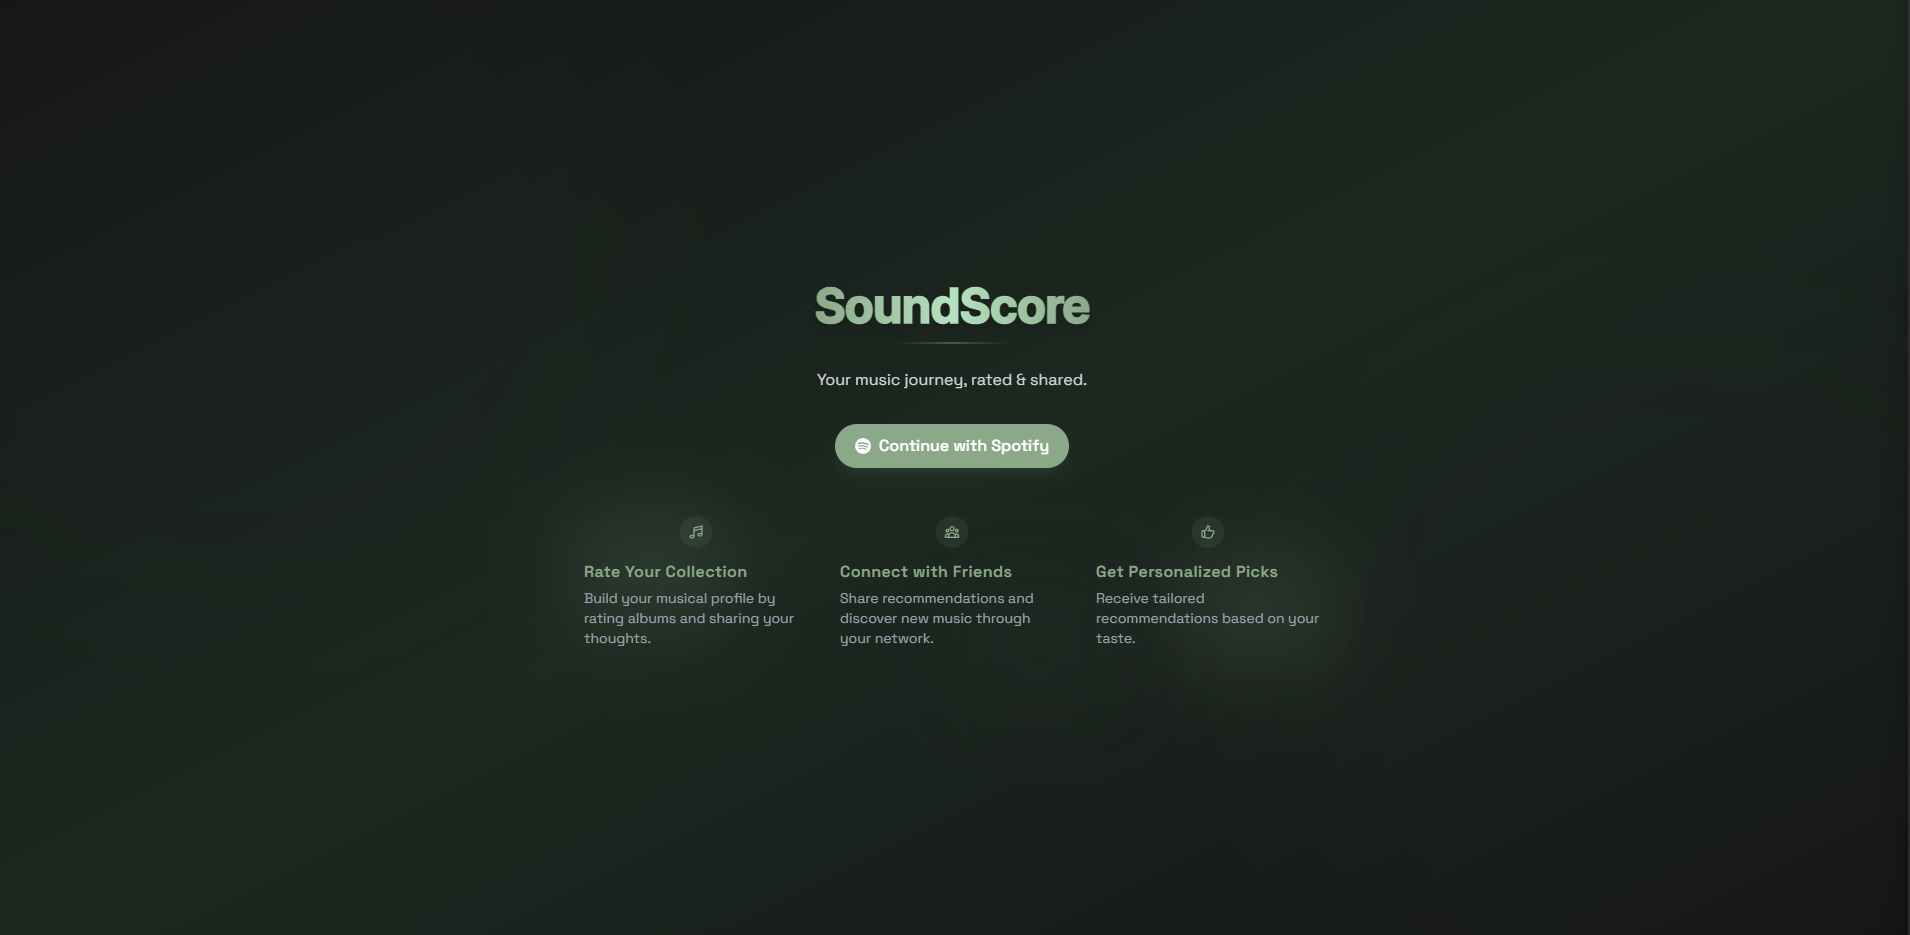 SoundScore
Your music journey, rated & shared.
Continue with Spotify
Rate Your Collection
Build your musical profile by
rating albums and sharing your
thoughts.
Connect with Friends
Share recommendations and
discover new music through
your network.
Get Personalized Picks
Receive tailored
recommendations based on your
taste.